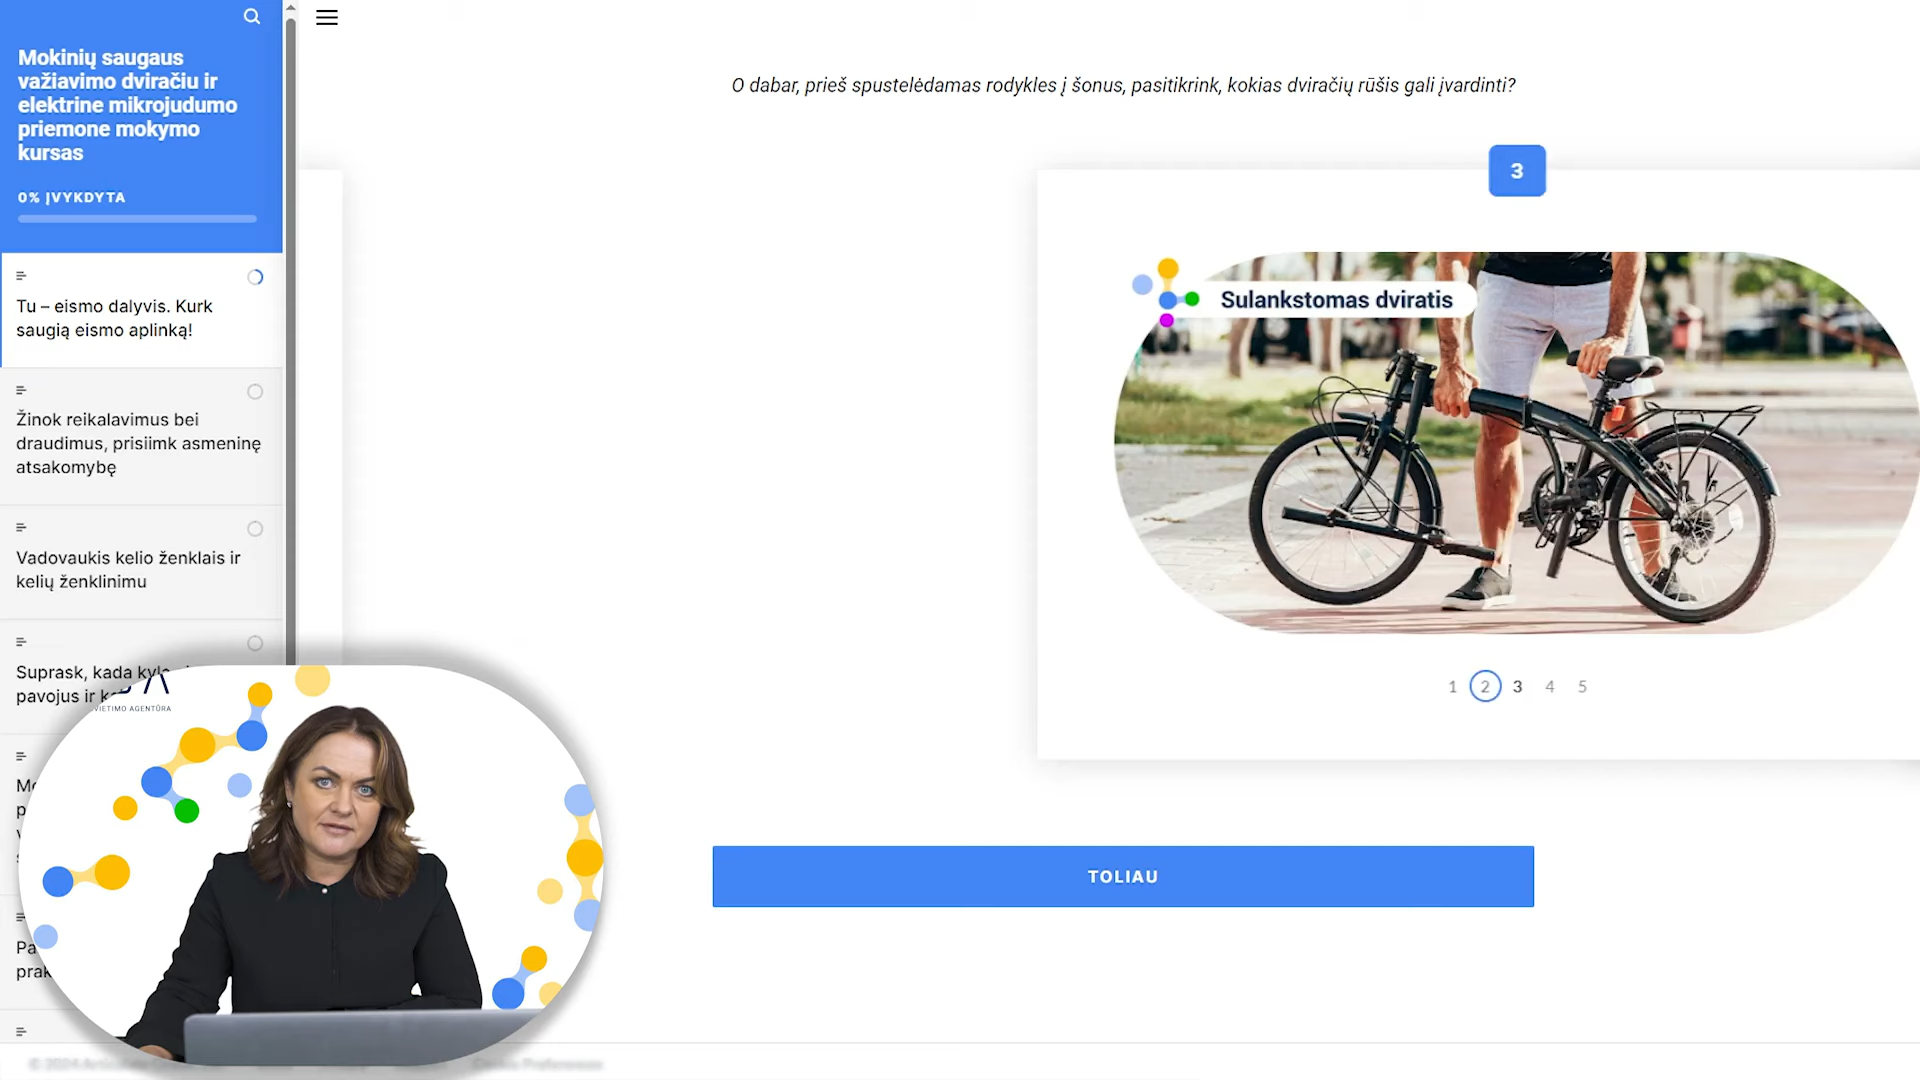 Mokinių saugaus
važiavimo dviračiu ir
elektrine mikrojudumo
priemone mokymo
kursas
0% ĮVYKDYTA
Tu – eismo dalyvis. Kurk
saugią eismo aplinką!
Žinok reikalavimus bei
draudimus, prisiimk asmeninę
atsakomybę
Vadovaukis kelio ženklais ir
kelių ženklinimu
Suprask, kada
pavojus ir
O dabar, prieš spustelėdamas rodykles į šonus, pasitikrink, kokias dviračių rūšis gali įvardinti?
3
Sulankstomas dviratis
1 2 3 4 5
TOLIAU
AGENTŪRA